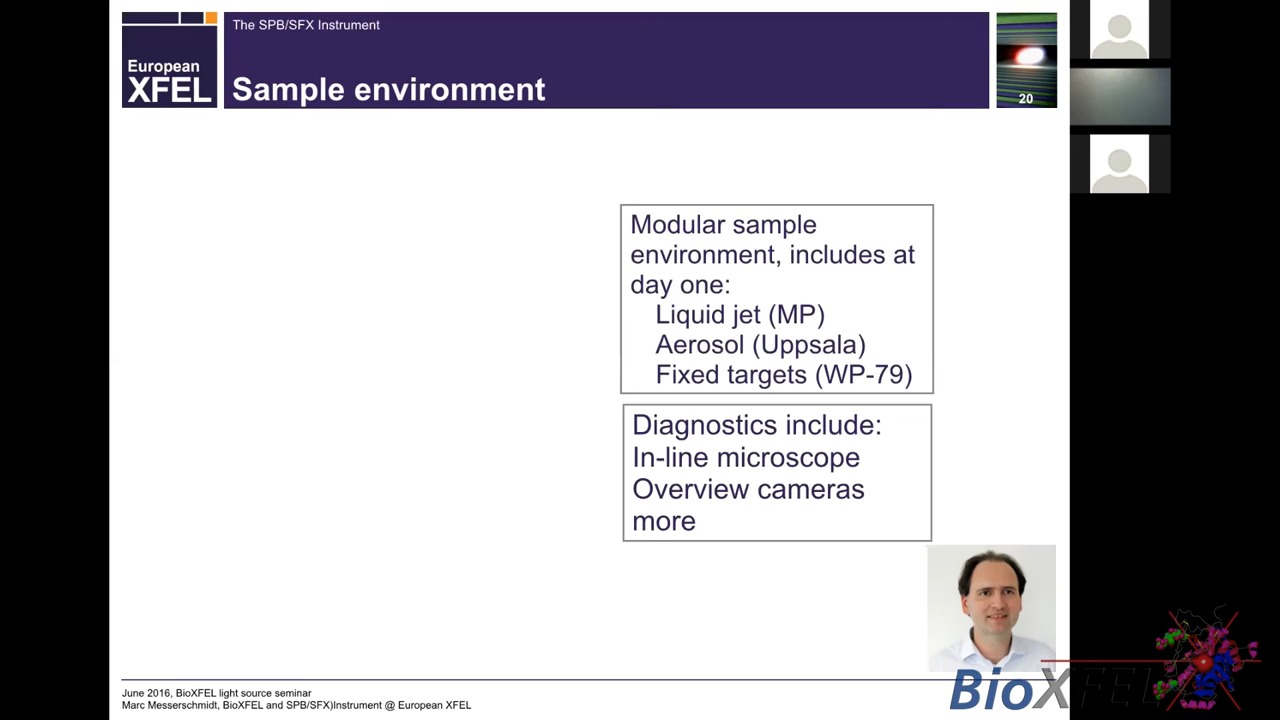 The SPB/SFX Instrument
European
XFEL
Sample environment
20
Modular sample
environment, includes at
day one:
Liquid jet (MP)
Aerosol (Uppsala)
Fixed targets (WP-79)
Diagnostics include:
In-line microscope
Overview cameras
more
BioXFEL
June 2016, BioXFEL light source seminar
Marc Messerschmidt, BioXFEL and SPB/SFX)Instrument @ European XFEL